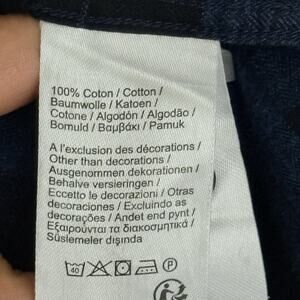 100% Coton / Cotton /
Baumwolle / Katoen /
Cotone / Algodón / Algodão /
Bomuld / Βαμβάκι / Pamuk
A l'exclusion des décorations /
Other than decorations /
Ausgenommen dekorationen /
Behalve versieringen /
Eccetto le decorazioni / Otras
decoraciones / Excluindo as
decorações / Andet end pynt /
Εξαιρούνται τα διακοσμητικά /
Süslemeler dışında
40 P